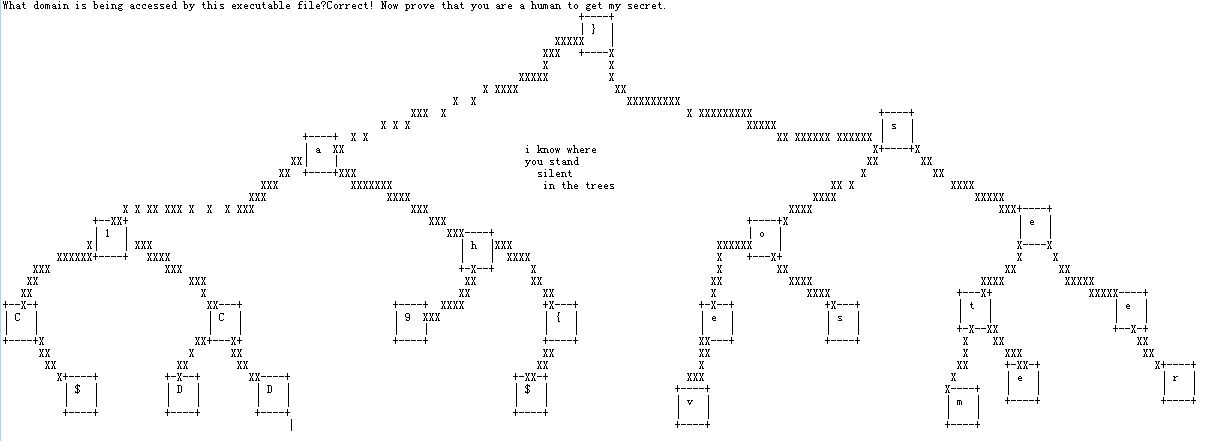 What domain is being accessed by this executable file?Correct! Now prove that you are a human to get my secret.
}
s
a
i know where
you stand
silent
in the trees
e
1 o
h
t e
C C 9 { e s
e r
$ D D $
v m